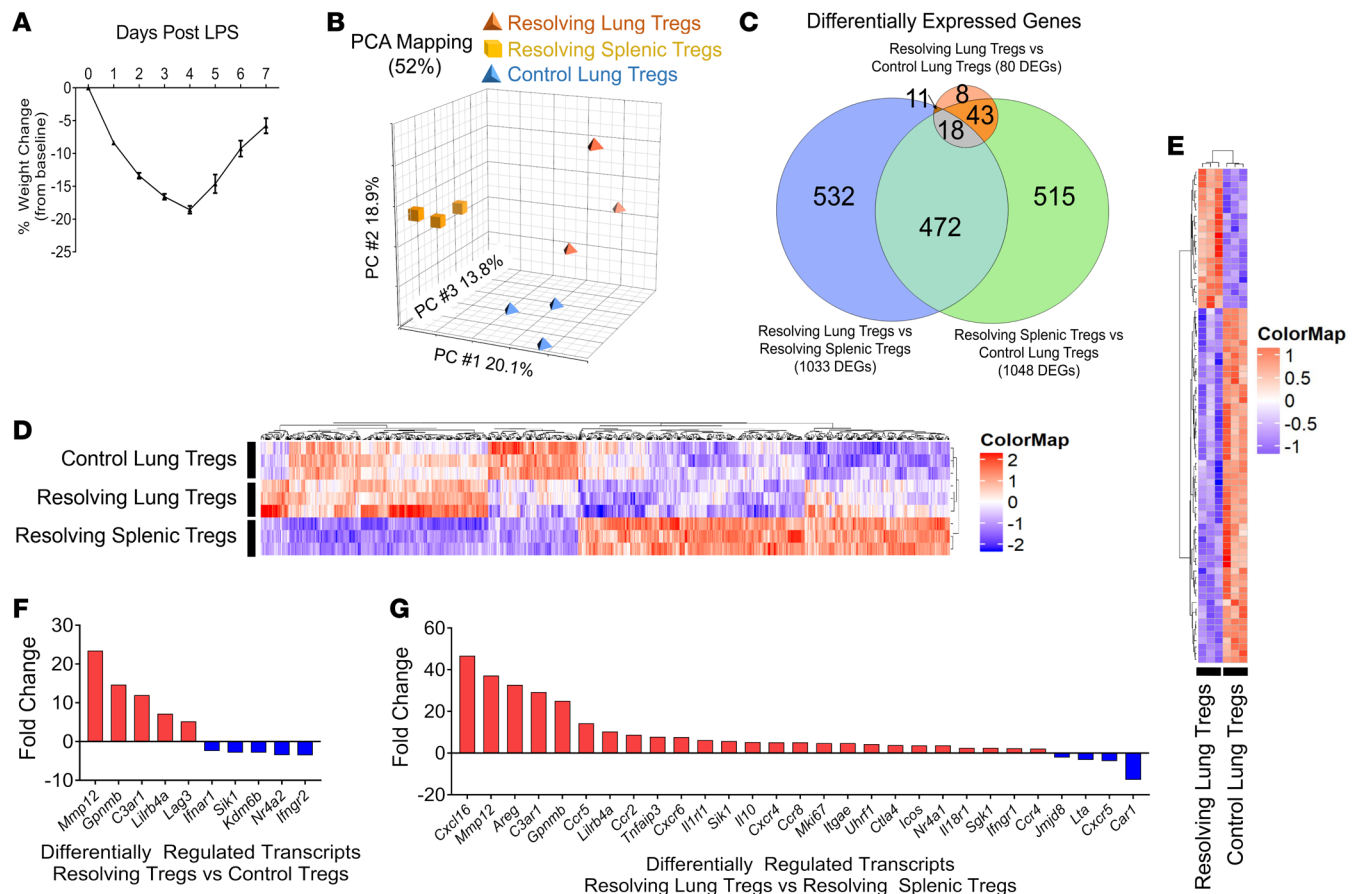 A
Days Post LPS
0 1 2 3 4 5 6 7
0
-5
-10
-15
-20
-25
% Weight Change
(from baseline)
B
PCA Mapping
(52%)
Resolving Lung Tregs
Resolving Splenic Tregs
Control Lung Tregs
PC #2 18.9%
PC #3 13.8%
PC #1 20.1%
C
Differentially Expressed Genes
Resolving Lung Tregs vs
Control Lung Tregs (80 DEGs)
11
8
43
18
532
472
515
Resolving Lung Tregs vs
Resolving Splenic Tregs
(1033 DEGs)
Resolving Splenic Tregs vs
Control Lung Tregs
(1048 DEGs)
D
Control Lung Tregs
Resolving Lung Tregs
Resolving Splenic Tregs
ColorMap
2
1
0
-1
-2
E
ColorMap
1
0.5
0
-0.5
-1
Resolving Lung Tregs
Control Lung Tregs
F
Fold Change
30
20
10
0
-10
Mmp12
Gpnmb
C3ar1
Lilrb4a
Lag3
Ifnar1
Sik1
Kdm6b
Nr4a2
Ifngr2
Differentially Regulated Transcripts
Resolving Tregs vs Control Tregs
G
Fold Change
60
40
20
0
-20
Cxcl16
Mmp12
Areg
C3ar1
Gpnmb
Ccr5
Lilrb4a
Ccr2
Tnfaip3
Cxcr6
Il1rl1
Sik1
Il10
Cxcr4
Ccr8
Mki67
Itgae
Uhrf1
Ctla4
Icos
Nr4a1
Il18r1
Sgk1
Ifngr1
Ccr4
Jmjd8
Lta
Cxcr5
Car1
Differentially Regulated Transcripts
Resolving Lung Tregs vs Resolving Splenic Tregs